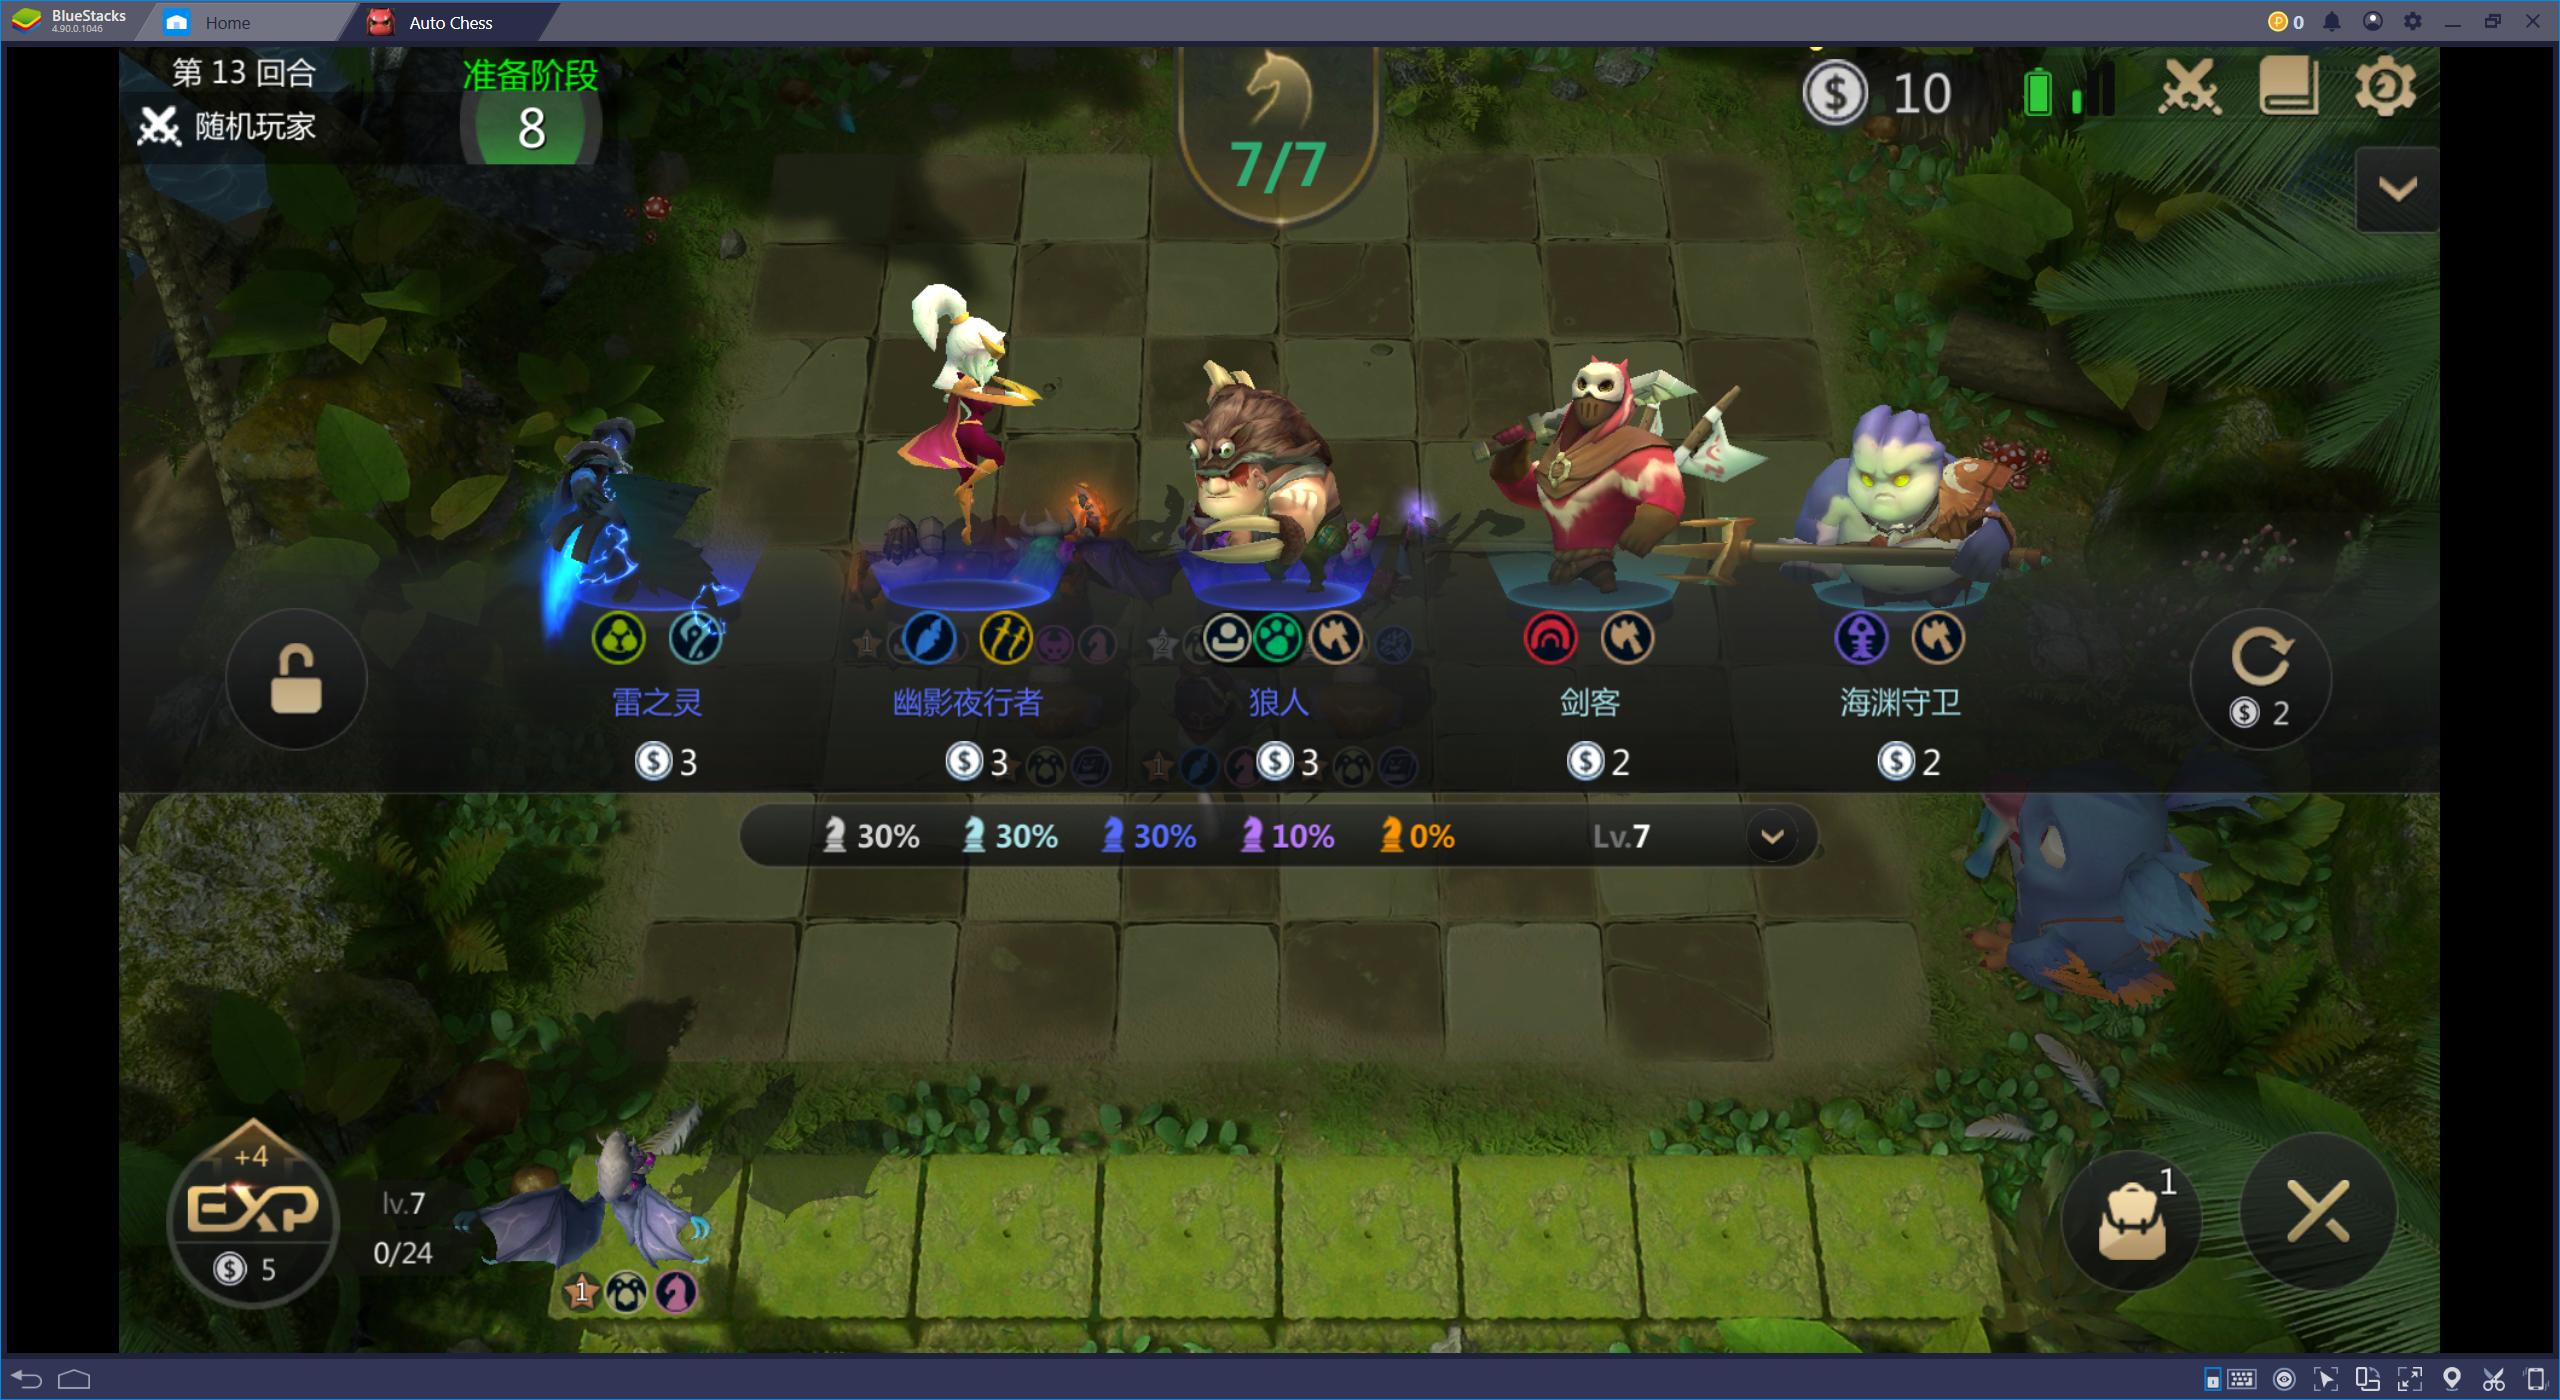 BlueStacks
4.90.0.1046
Home
Auto Chess
0
第 13 回合
准备阶段
随机玩家
8
7/7
10
雷之灵
幽影夜行者
狼人
剑客
海渊守卫
3
3
3
2
2
2
30%
30%
30%
10%
0%
Lv.7
+4
EXP
5
lv.7
0/24
1
1